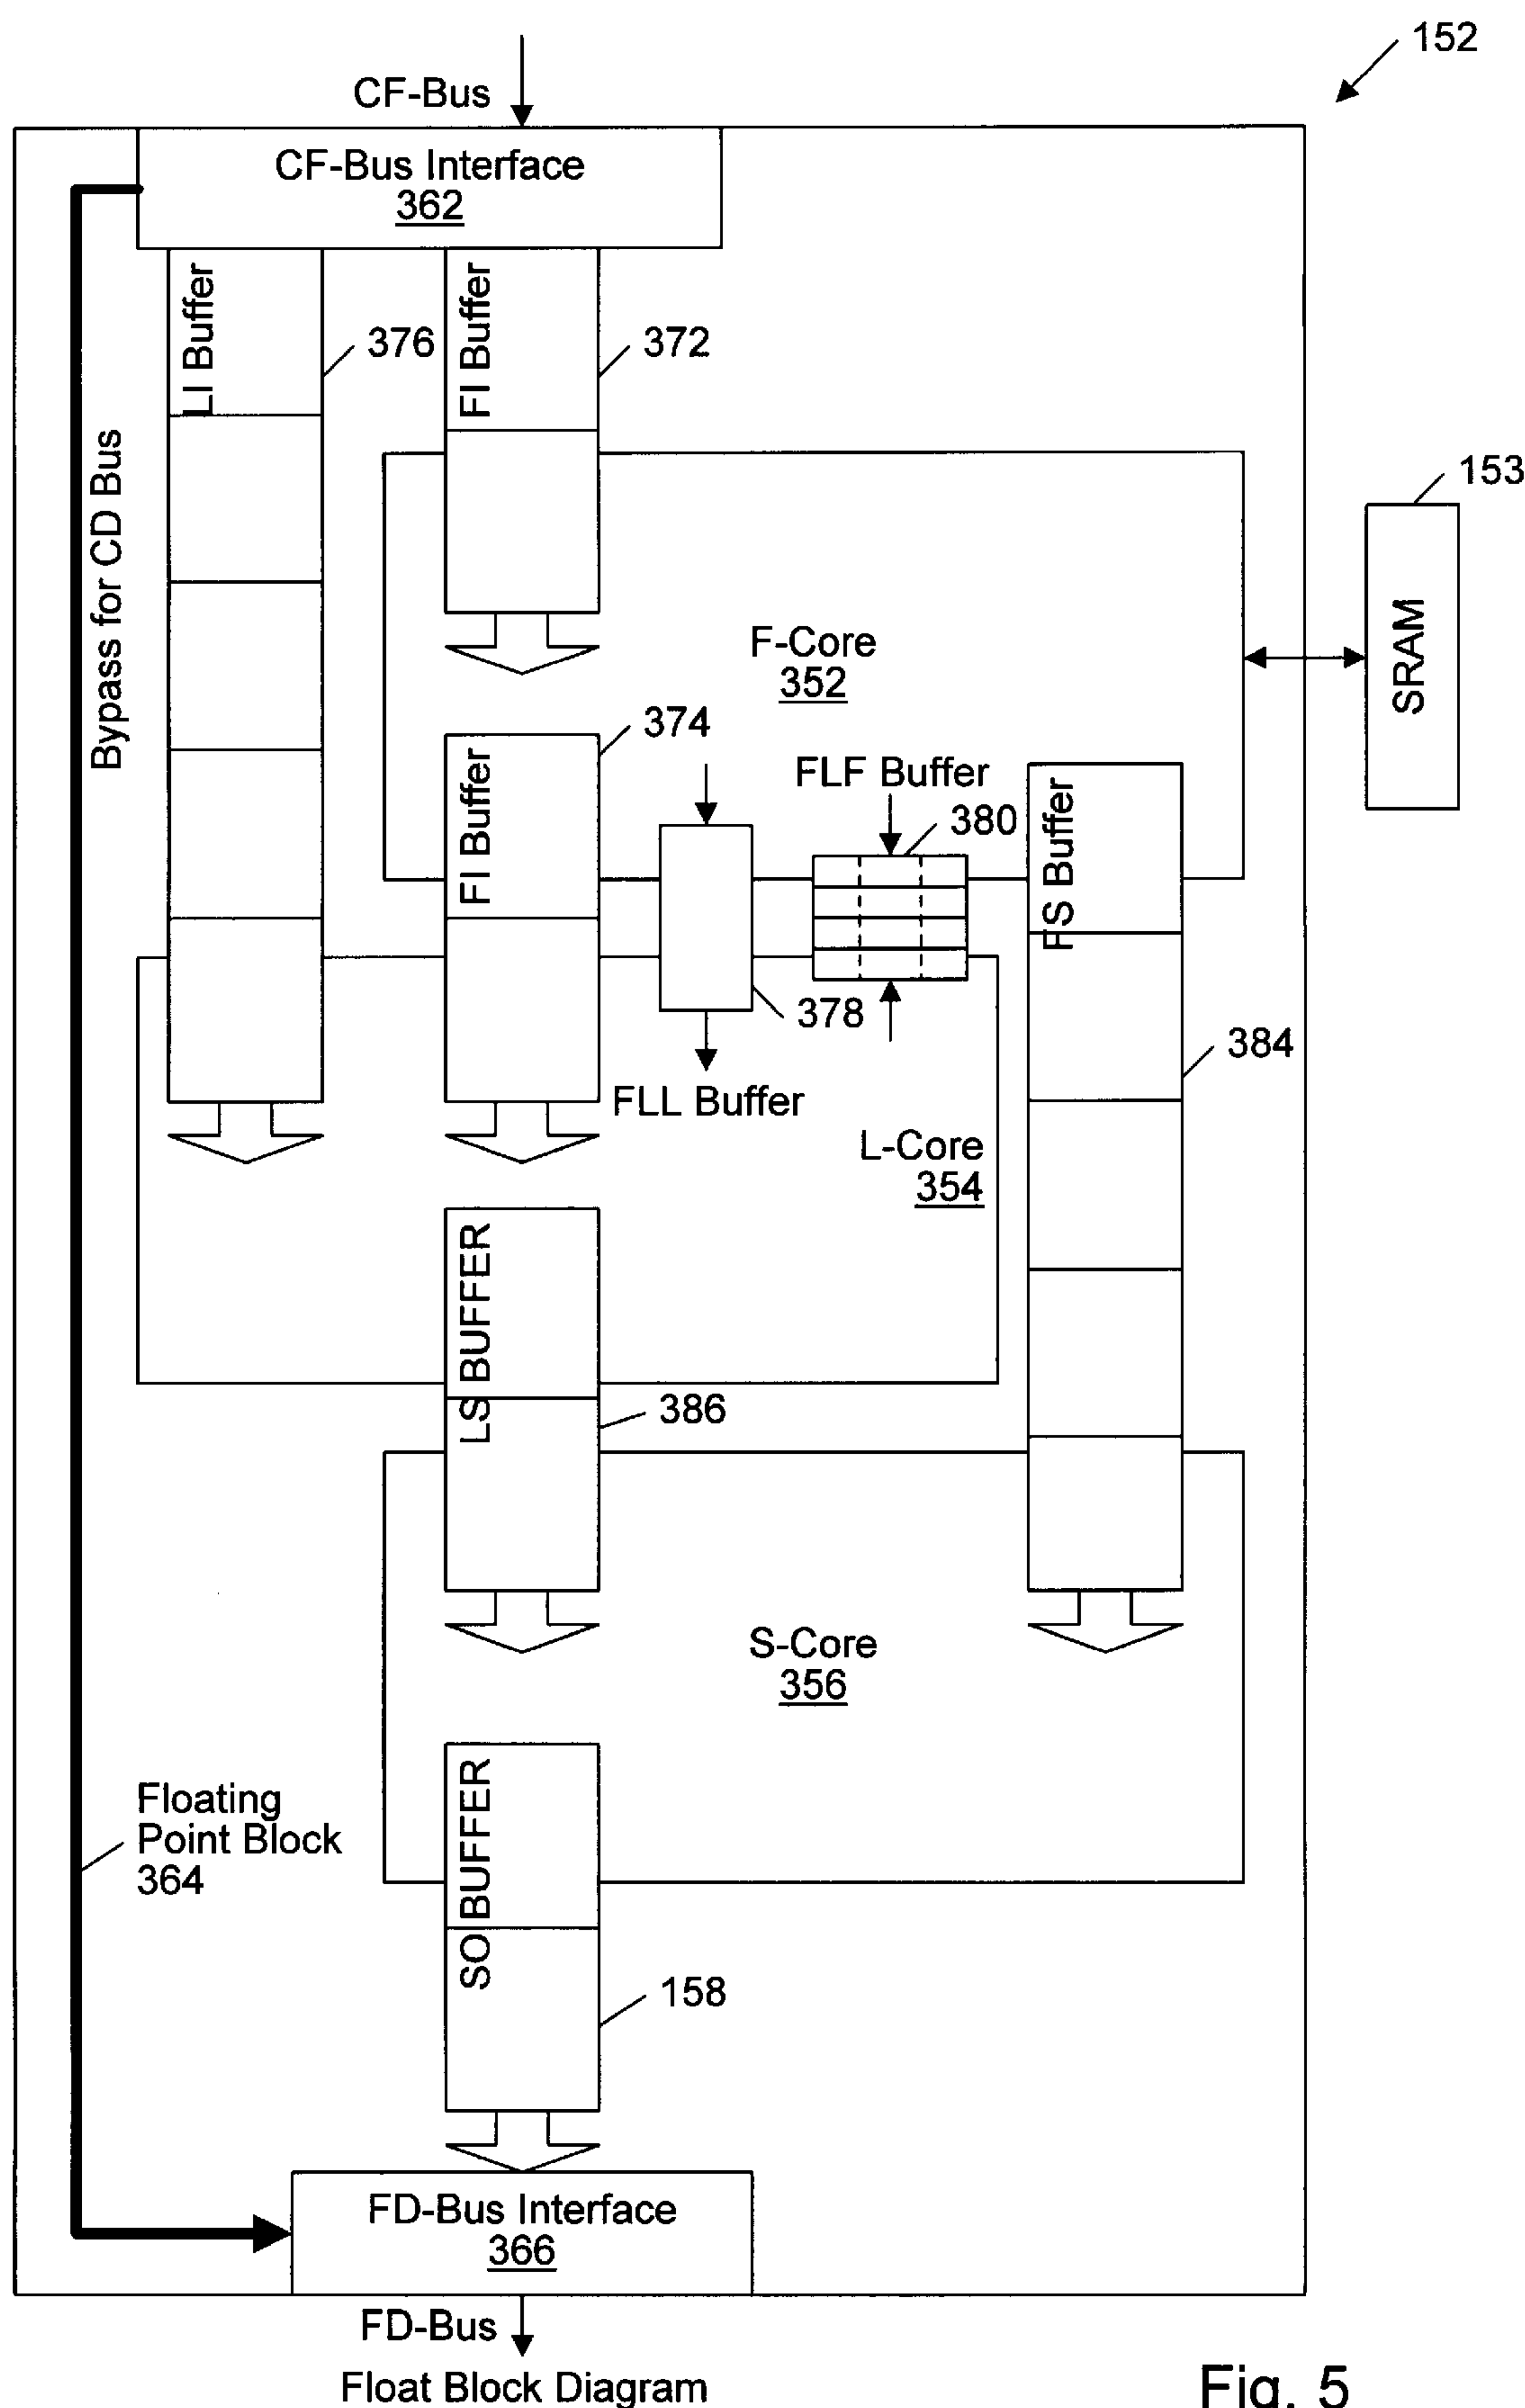 152
CF-Bus
CF-Bus Interface
362
LI Buffer
376
FI Buffer
372
Bypass for CD Bus
153
SRAM
F-Core
352
FI Buffer
374
FLF Buffer
380
FS Buffer
378
FLL Buffer
384
L-Core
354
LS BUFFER
386
S-Core
356
Floating
Point Block
364
SO BUFFER
158
FD-Bus Interface
366
FD-Bus
Float Block Diagram
Fig. 5